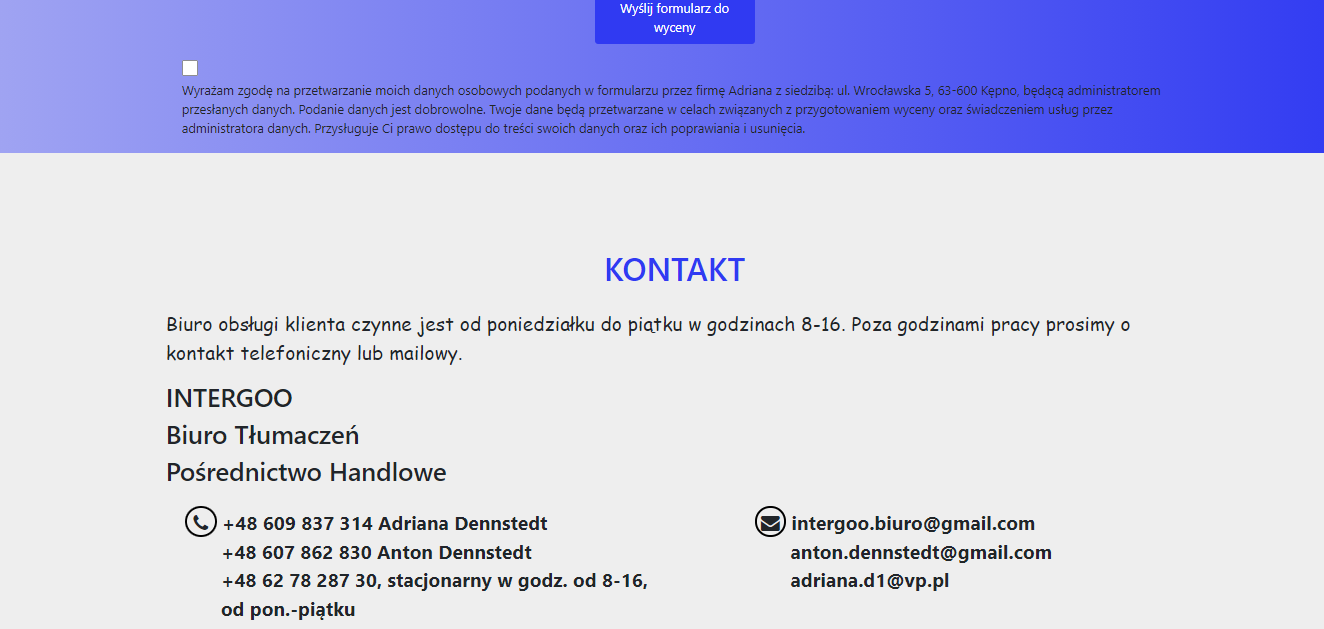 Wyślij formularz do
wyceny
Wyrażam zgodę na przetwarzanie moich danych osobowych podanych w formularzu przez firmę Adriana z siedzibą: ul. Wrocławska 5, 63-600 Kępno, będącą administratorem
przesłanych danych. Podanie danych jest dobrowolne. Twoje dane będą przetwarzane w celach związanych z przygotowaniem wyceny oraz świadczeniem usług przez
administratora danych. Przysługuje Ci prawo dostępu do treści swoich danych oraz ich poprawiania i usunięcia.
KONTAKT
Biuro obsługi klienta czynne jest od poniedziałku do piątku w godzinach 8-16. Poza godzinami pracy prosimy o
kontakt telefoniczny lub mailowy.
INTERGOO
Biuro Tłumaczeń
Pośrednictwo Handlowe
+48 609 837 314 Adriana Dennstedt
+48 607 862 830 Anton Dennstedt
+48 62 78 287 30, stacjonarny w godz. od 8-16,
od pon.-piątku
intergoo.biuro@gmail.com
anton.dennstedt@gmail.com
adriana.d1@vp.pl